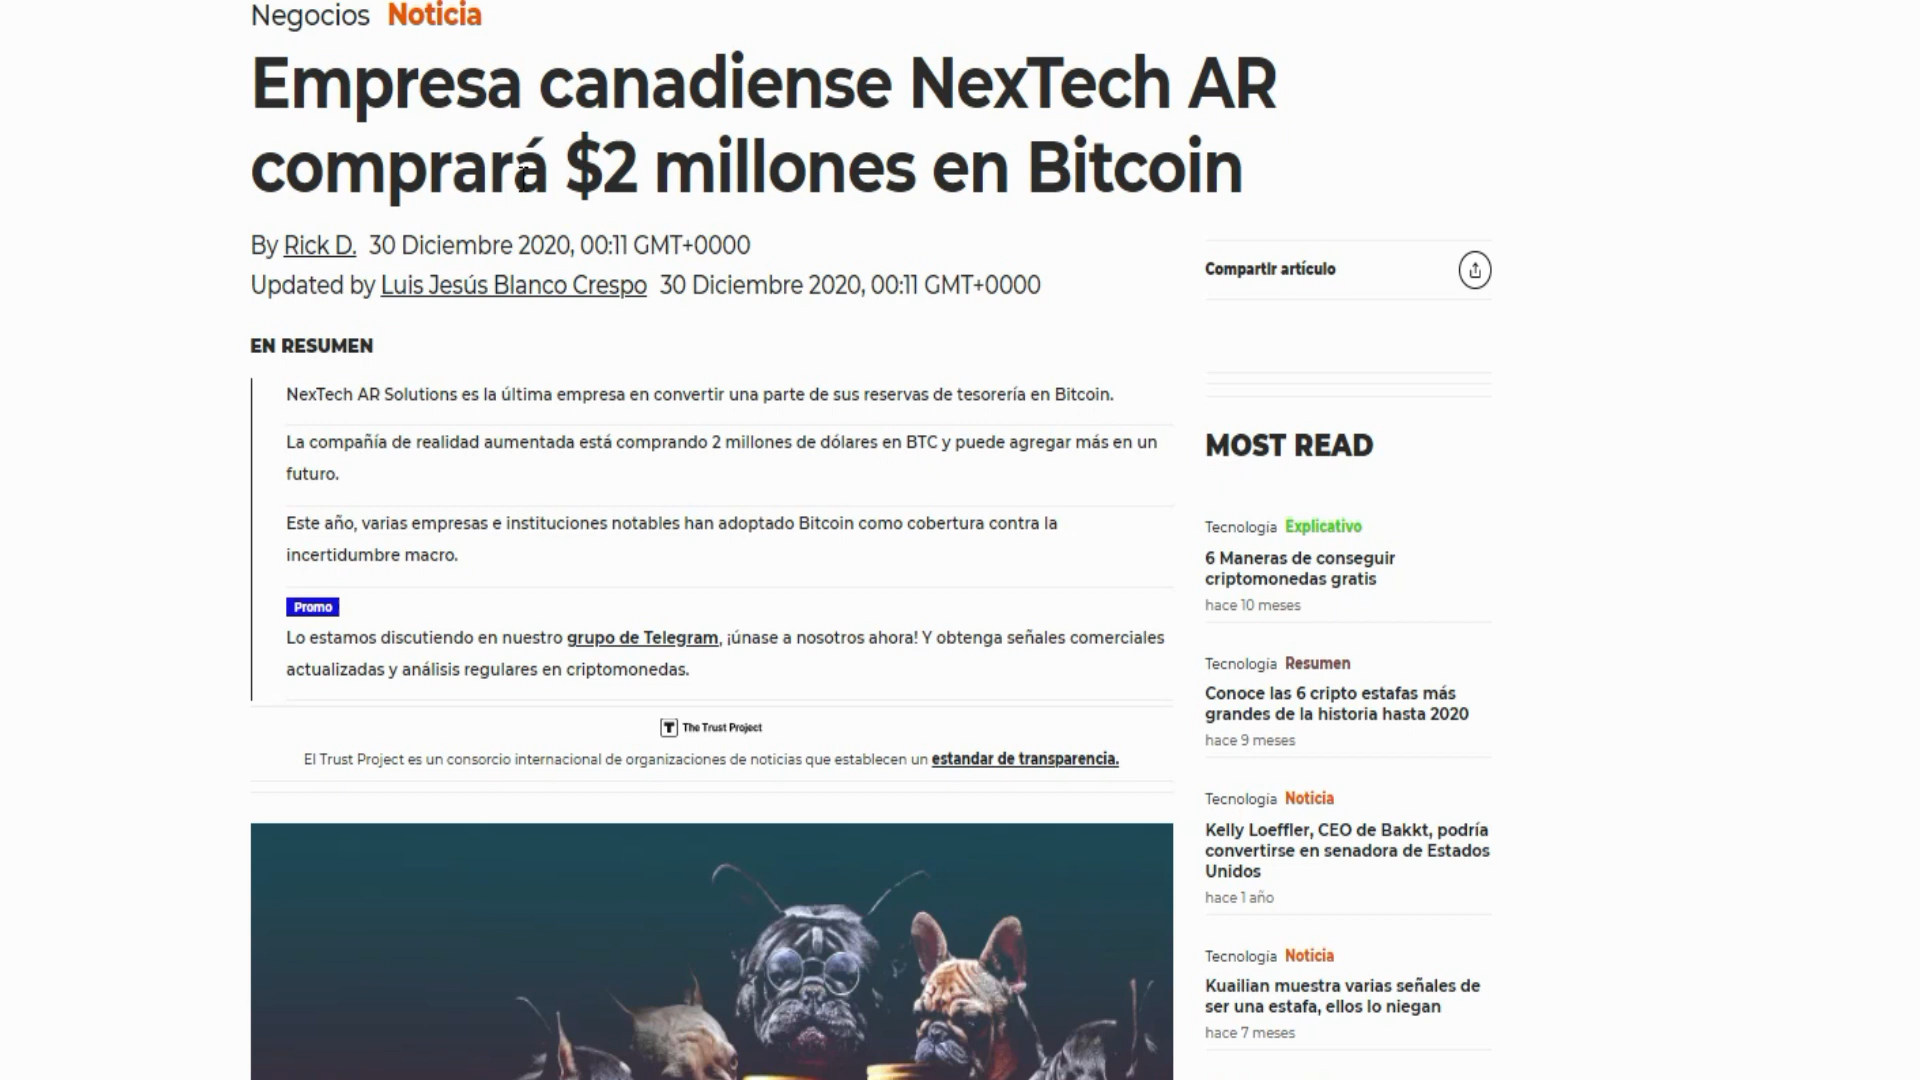 Negocios Noticia
Empresa canadiense NexTech AR
comprará $2 millones en Bitcoin
By Rick D. 30 Diciembre 2020, 00:11 GMT+0000
Updated by Luis Jesús Blanco Crespo 30 Diciembre 2020, 00:11 GMT+0000
EN RESUMEN
NexTech AR Solutions es la última empresa en convertir una parte de sus reservas de tesorería en Bitcoin.
La compañía de realidad aumentada está comprando 2 millones de dólares en BTC y puede agregar más en un
futuro.
Este año, varias empresas e instituciones notables han adoptado Bitcoin como cobertura contra la
incertidumbre macro.
Promo
Lo estamos discutiendo en nuestro grupo de Telegram, ¡únase a nosotros ahora! Y obtenga señales comerciales
actualizadas y análisis regulares en criptomonedas.
T The Trust Project
El Trust Project es un consorcio internacional de organizaciones de noticias que establecen un estandar de transparencia.
Compartir artículo
MOST READ
Tecnología Explicativo
6 Maneras de conseguir
criptomonedas gratis
hace 10 meses
Tecnología Resumen
Conoce las 6 cripto estafas más
grandes de la historia hasta 2020
hace 9 meses
Tecnología Noticia
Kelly Loeffler, CEO de Bakkt, podría
convertirse en senadora de Estados
Unidos
hace 1 año
Tecnología Noticia
Kuailian muestra varias señales de
ser una estafa, ellos lo niegan
hace 7 meses